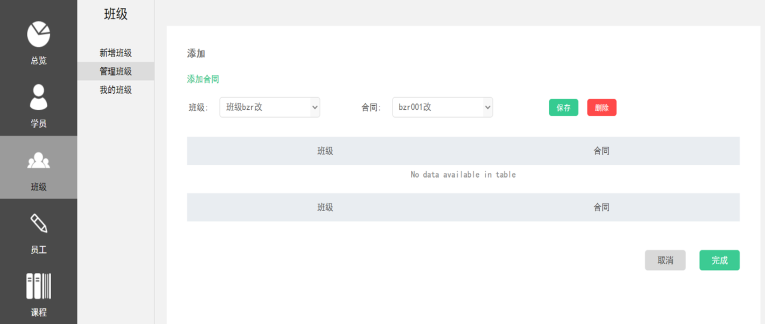 班级
总览
学员
班级
员工
课程
新增班级
管理班级
我的班级
添加
添加合同
班级: 班级bzr改 合同: bzr001改 保存 删除
班级 合同
No data available in table
班级 合同
取消 完成